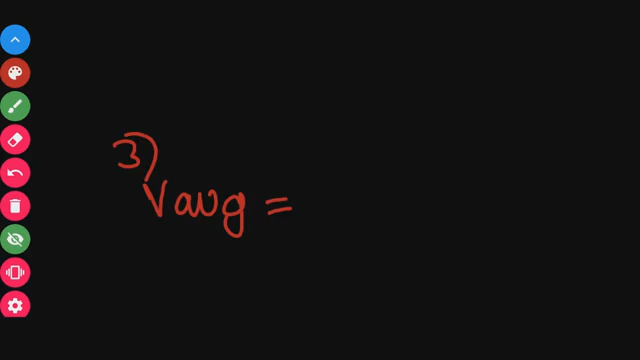 3)
Vavg =